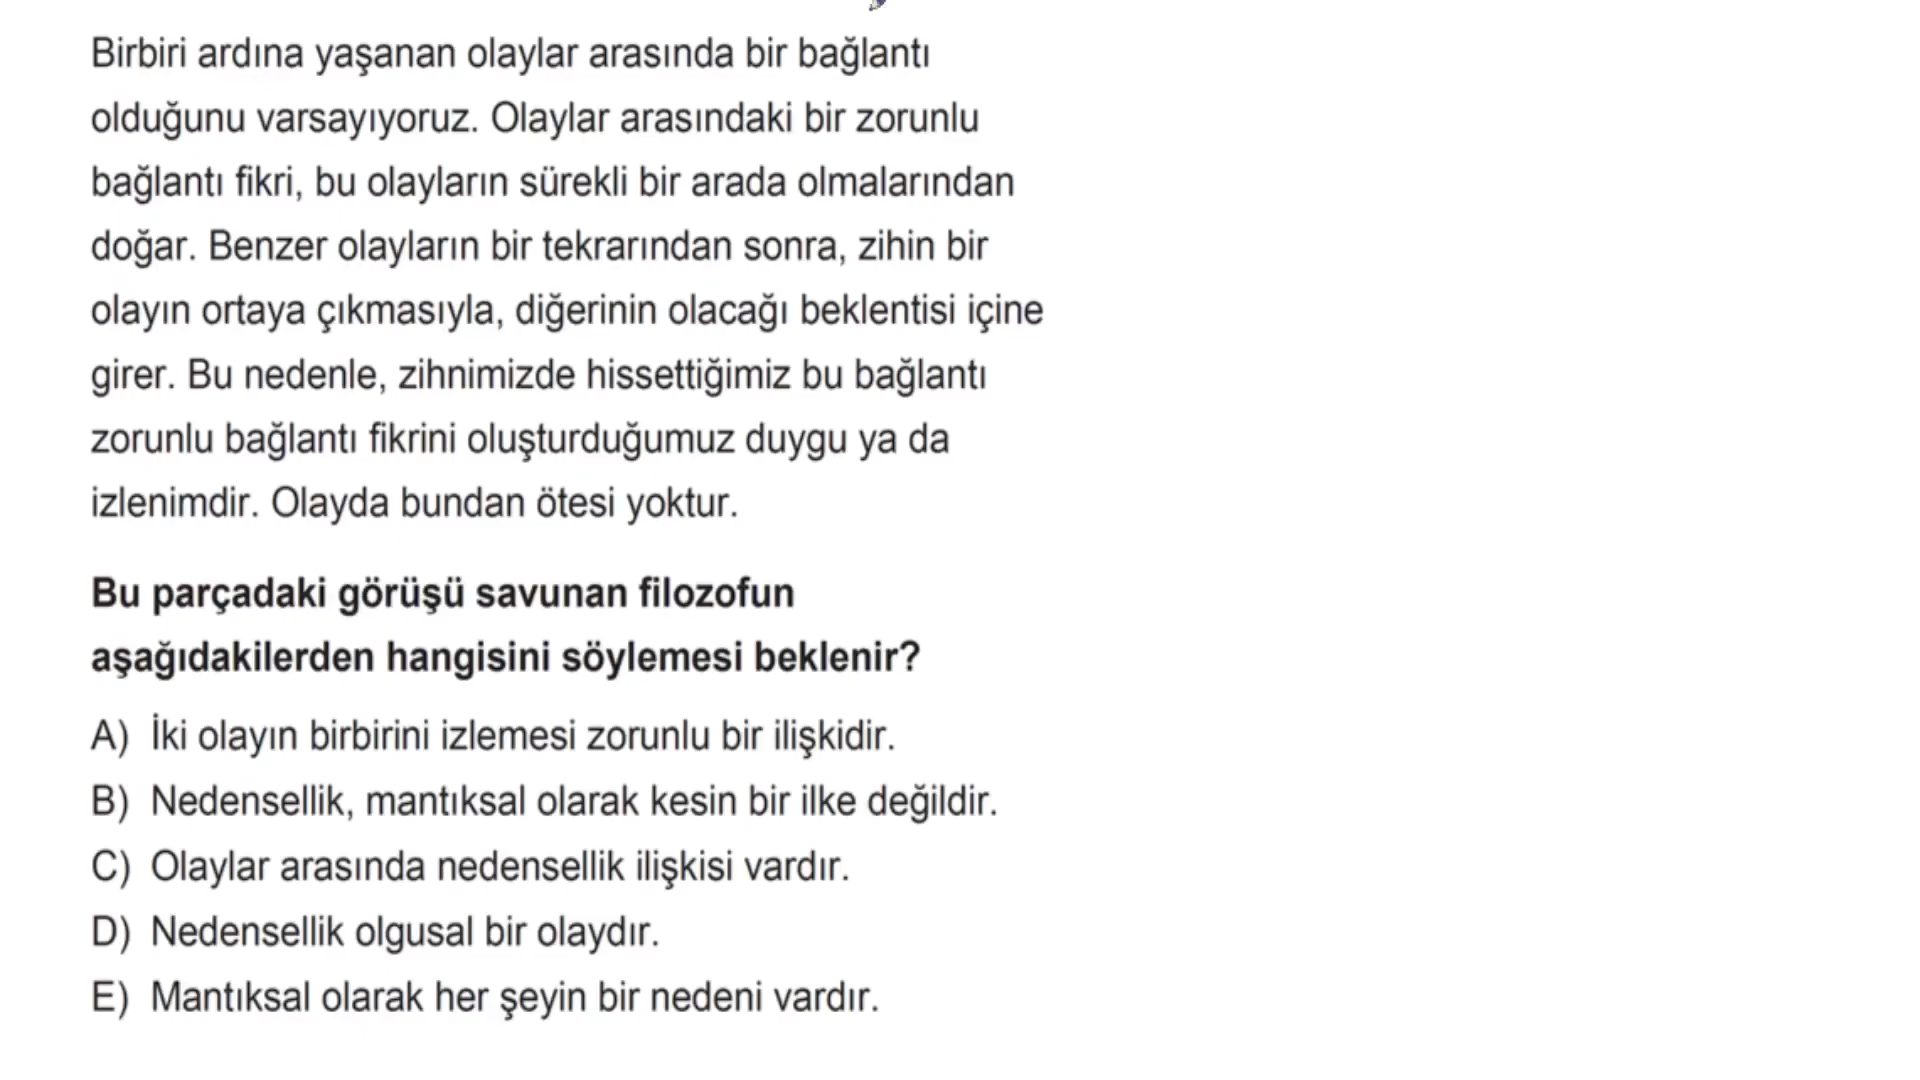 Birbiri ardına yaşanan olaylar arasında bir bağlantı
olduğunu varsayıyoruz. Olaylar arasındaki bir zorunlu
bağlantı fikri, bu olayların sürekli bir arada olmalarından
doğar. Benzer olayların bir tekrarından sonra, zihin bir
olayın ortaya çıkmasıyla, diğerinin olacağı beklentisi içine
girer. Bu nedenle, zihnimizde hissettiğimiz bu bağlantı
zorunlu bağlantı fikrini oluşturduğumuz duygu ya da
izlenimdir. Olayda bundan ötesi yoktur.
Bu parçadaki görüşü savunan filozofun
aşağıdakilerden hangisini söylemesi beklenir?
A) İki olayın birbirini izlemesi zorunlu bir ilişkidir.
B) Nedensellik, mantıksal olarak kesin bir ilke değildir.
C) Olaylar arasında nedensellik ilişkisi vardır.
D) Nedensellik olgusal bir olaydır.
E) Mantıksal olarak her şeyin bir nedeni vardır.